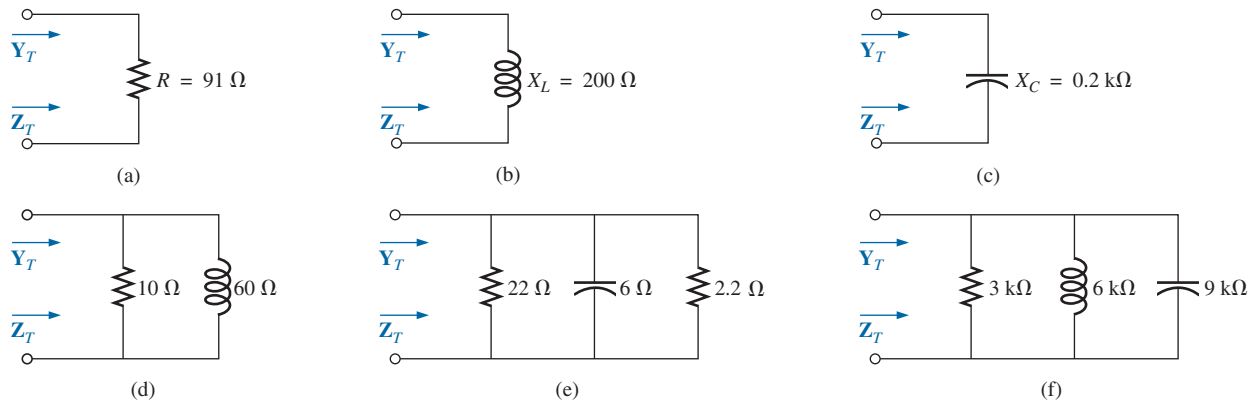 Y_T
R = 91 Ω
Z_T
(a)
Y_T
X_L = 200 Ω
Z_T
(b)
Y_T
X_C = 0.2 kΩ
Z_T
(c)
Y_T
10 Ω
60 Ω
Z_T
(d)
Y_T
22 Ω
6 Ω
2.2 Ω
Z_T
(e)
Y_T
3 kΩ
6 kΩ
9 kΩ
Z_T
(f)